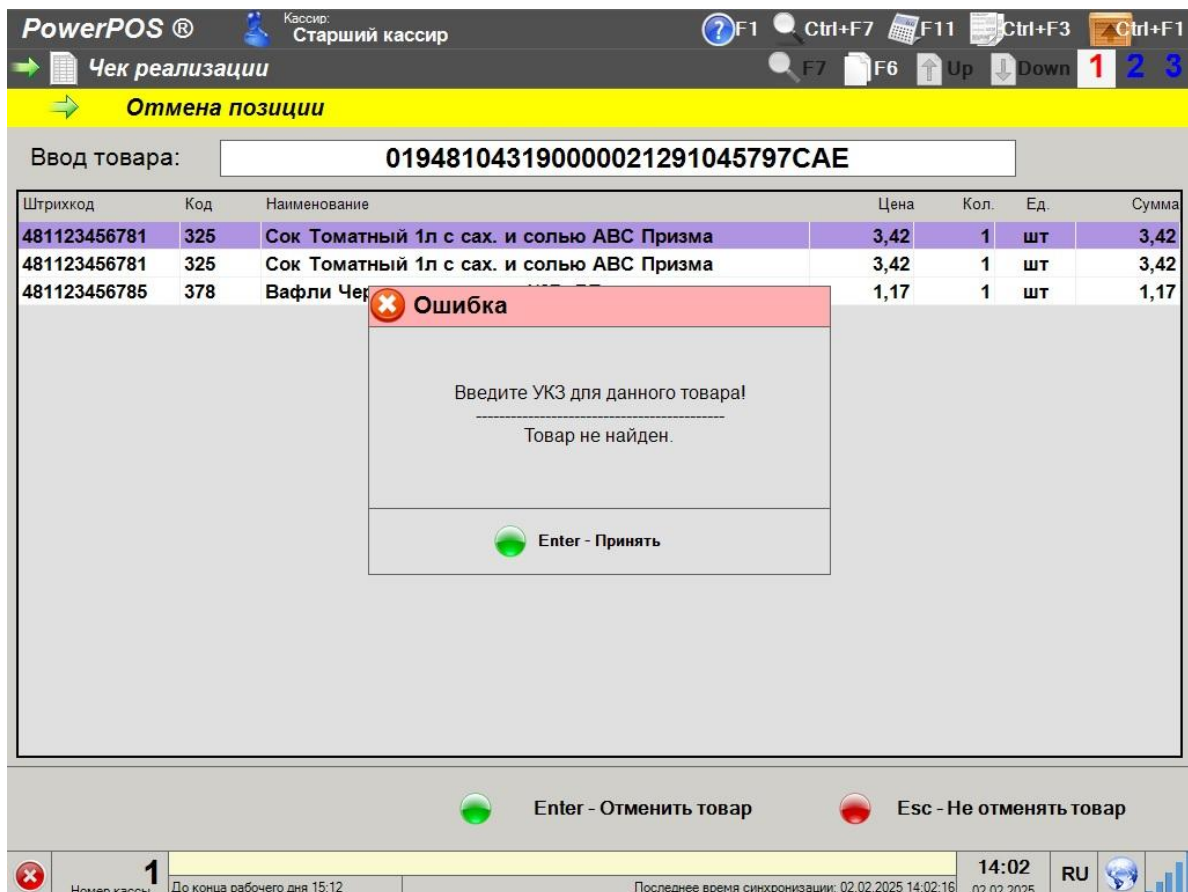 PowerPOS ® Кассир: Старший кассир F1 Ctrl+F7 F11 Ctrl+F3 Ctrl+F1
Чек реализации F7 F6 Up Down 1 2 3
Отмена позиции
Ввод товара: 019481043190000021291045797CAE
Штрихкод Код Наименование Цена Кол. Ед. Сумма
481123456781 325 Сок Томатный 1л с сах. и солью АВС Призма 3,42 1 шт 3,42
481123456781 325 Сок Томатный 1л с сах. и солью АВС Призма 3,42 1 шт 3,42
481123456785 378 Вафли 1,17 1 шт 1,17
Ошибка
Введите УКЗ для данного товара!
-------------------------------------------
Товар не найден.
Enter - Принять
Enter - Отменить товар Esc - Не отменять товар
1 14:02 RU
Номер кассы До конца рабочего дня 15:12 Последнее время синхронизации: 02.02.2025 14:02:16 02.02.2025